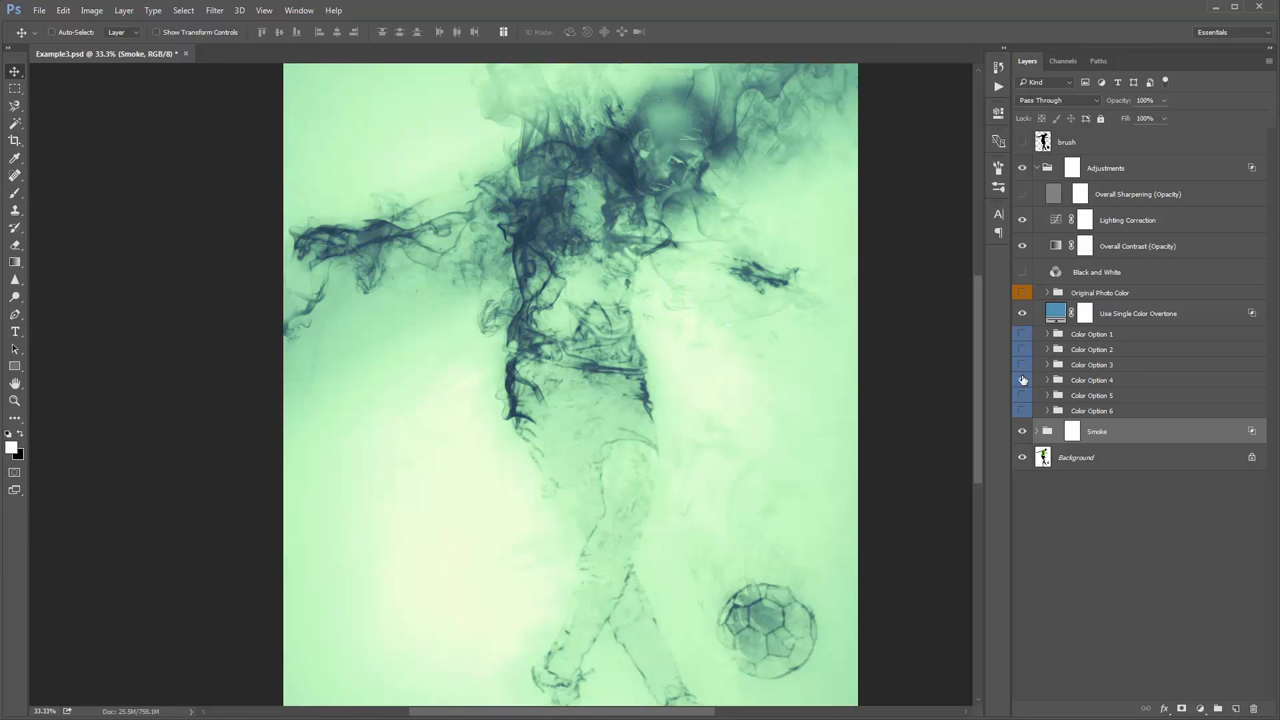 Ps File Edit Image Layer Type Select Filter 3D View Window Help
Auto-Select: Layer Show Transform Controls 3D Mode: Essentials
Example3.psd @ 33.3% (Smoke, RGB/8) * ×
Layers Channels Paths
Kind
Pass Through Opacity: 100%
Lock: Fill: 100%
brush
Adjustments
Overall Sharpening (Opacity)
Lighting Correction
Overall Contrast (Opacity)
Black and White
Original Photo Color
Use Single Color Overtone
Color Option 1
Color Option 2
Color Option 3
Color Option 4
Color Option 5
Color Option 6
Smoke
Background
33.33% Doc: 25.5M/758.1M